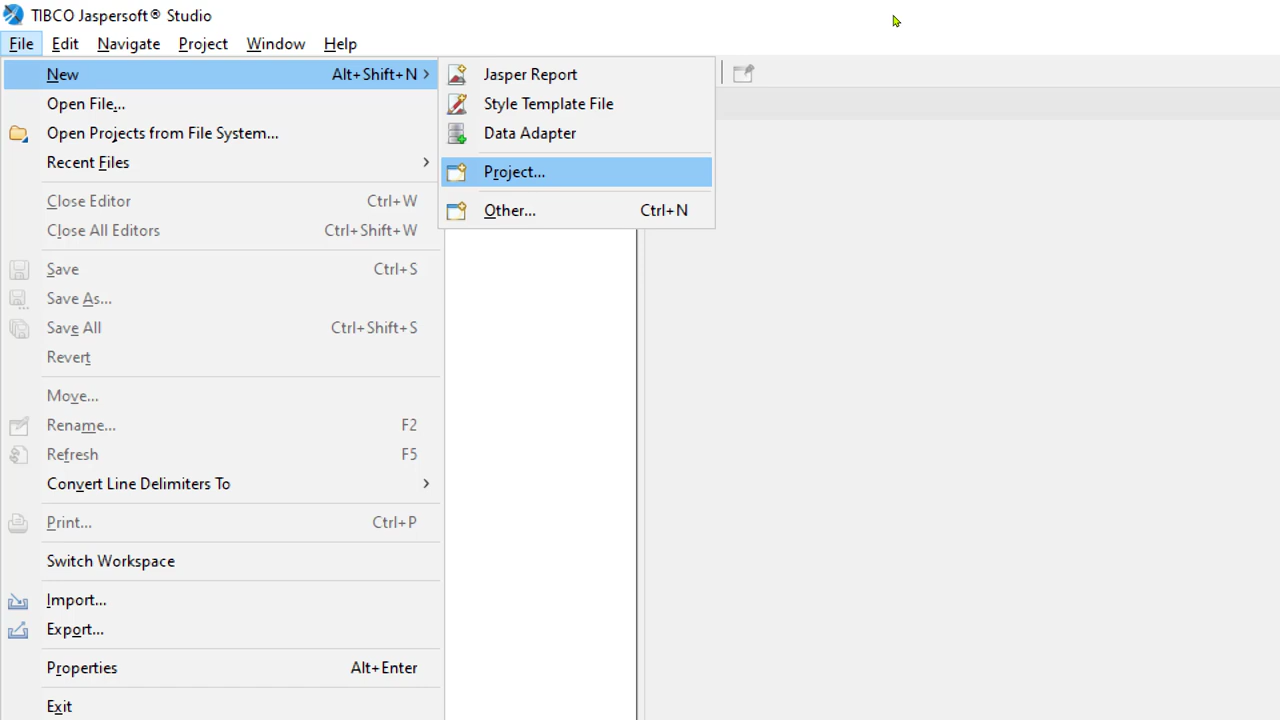 TIBCO Jaspersoft® Studio
File Edit Navigate Project Window Help
New Alt+Shift+N
Open File...
Open Projects from File System...
Recent Files
Close Editor Ctrl+W
Close All Editors Ctrl+Shift+W
Save Ctrl+S
Save As...
Save All Ctrl+Shift+S
Revert
Move...
Rename... F2
Refresh F5
Convert Line Delimiters To
Print... Ctrl+P
Switch Workspace
Import...
Export...
Properties Alt+Enter
Exit
Jasper Report
Style Template File
Data Adapter
Project...
Other... Ctrl+N